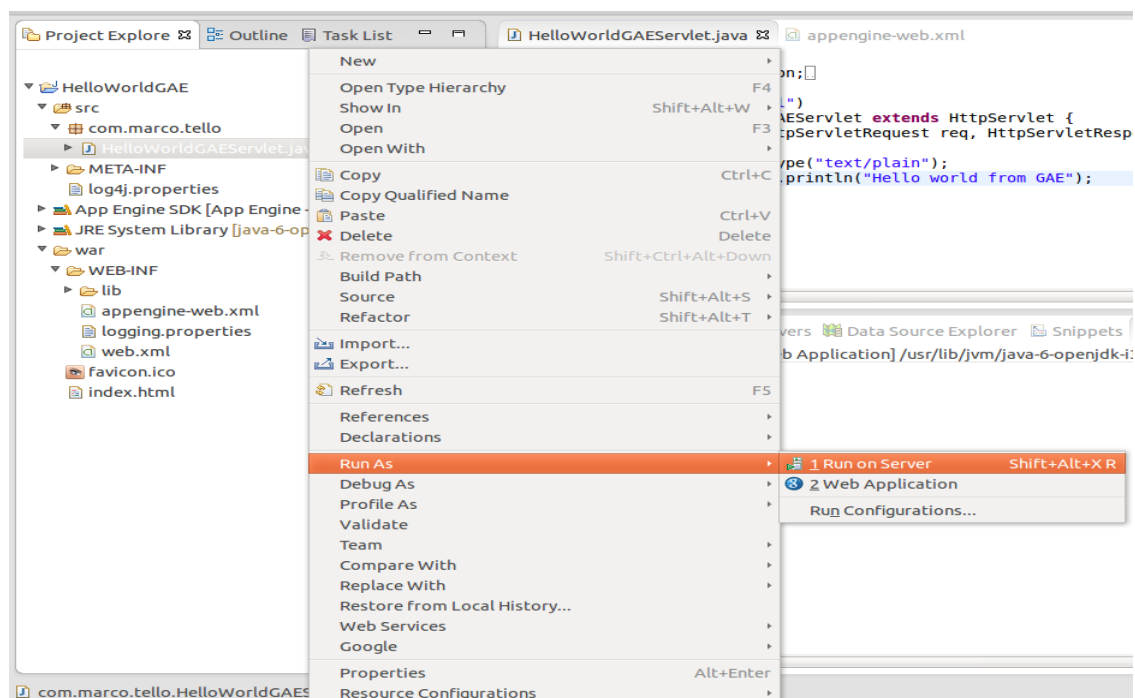 Project Explore Outline Task List HelloWorldGAEServlet.java appengine-web.xml
HelloWorldGAE
src
com.marco.tello
HelloWorldGAEServlet.jav
META-INF
log4j.properties
App Engine SDK [App Engine -
JRE System Library [java-6-op
war
WEB-INF
lib
appengine-web.xml
logging.properties
web.xml
favicon.ico
index.html
New
Open Type Hierarchy F4
Show In Shift+Alt+W
Open F3
Open With
Copy Ctrl+C
Copy Qualified Name
Paste Ctrl+V
Delete Delete
Remove from Context Shift+Ctrl+Alt+Down
Build Path
Source Shift+Alt+S
Refactor Shift+Alt+T
Import...
Export...
Refresh F5
References
Declarations
Run As
Debug As
Profile As
Validate
Team
Compare With
Replace With
Restore from Local History...
Web Services
Google
Properties Alt+Enter
Resource Configurations
1 Run on Server Shift+Alt+X R
2 Web Application
Run Configurations...
on;
")
AEServlet extends HttpServlet {
tpServletRequest req, HttpServletResp
ype("text/plain");
.println("Hello world from GAE");
vers Data Source Explorer Snippets
b Application] /usr/lib/jvm/java-6-openjdk-i
com.marco.tello.HelloWorldGAES